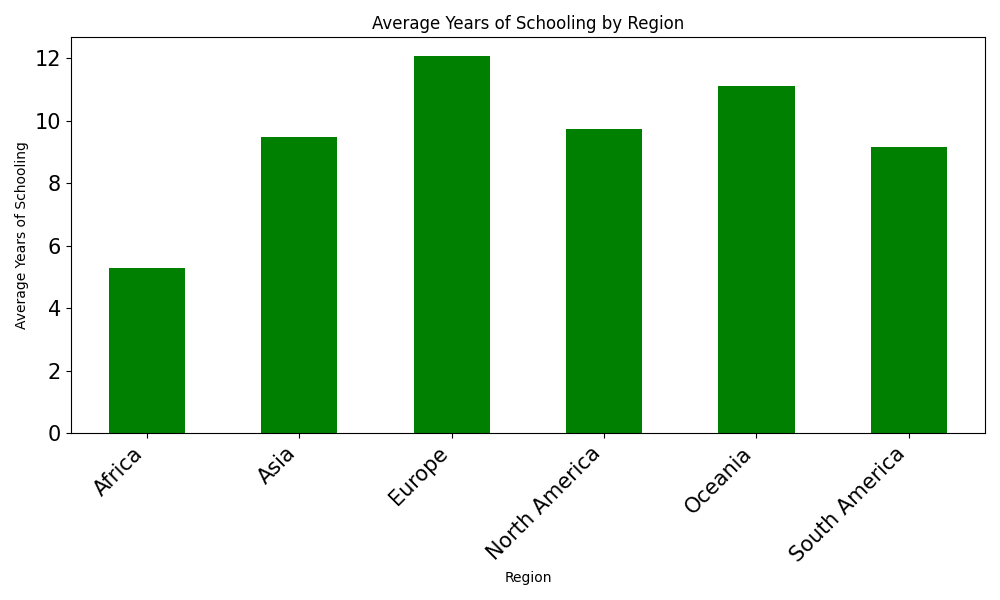 Average Years of Schooling by Region
Average Years of Schooling
12
10
8
6
4
2
0
Africa
Asia
Europe
North America
Oceania
South America
Region